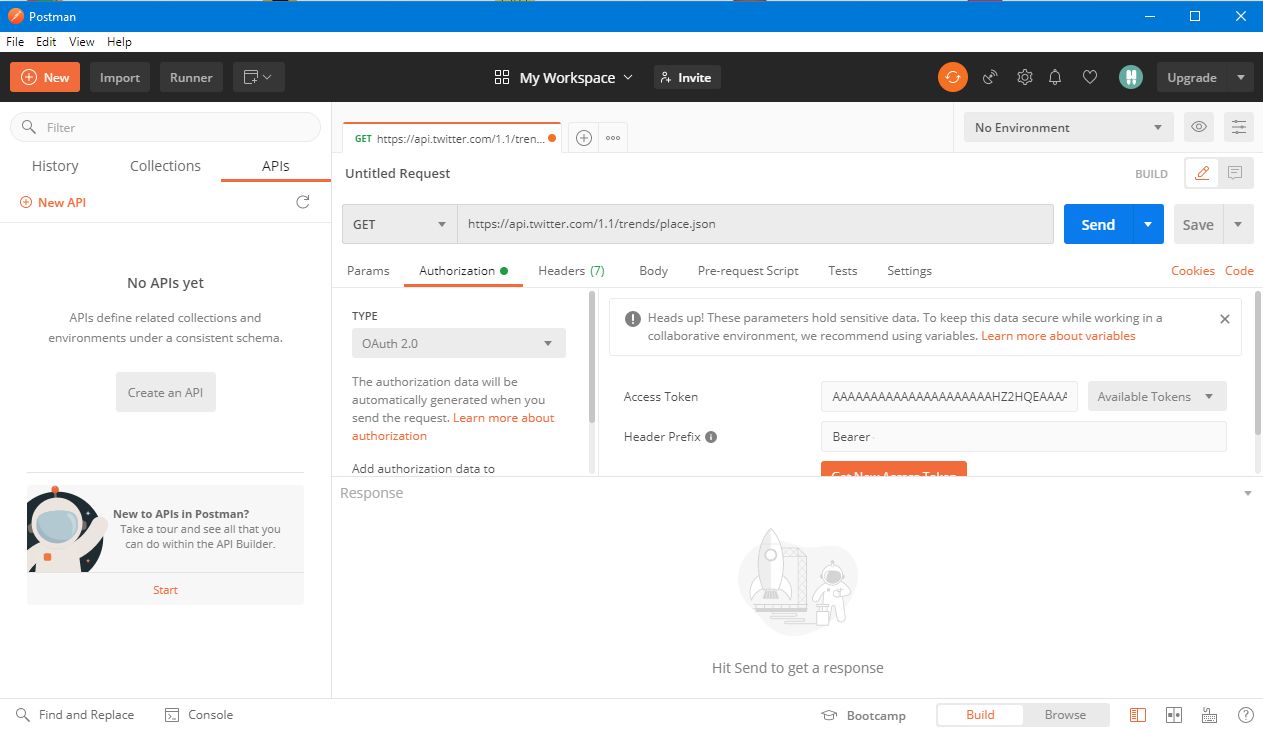 Postman
File Edit View Help
New Import Runner My Workspace Invite Upgrade
Filter
History Collections APIs
New API
No APIs yet
APIs define related collections and
environments under a consistent schema.
Create an API
New to APIs in Postman?
Take a tour and see all that you
can do within the API Builder.
Start
GET https://api.twitter.com/1.1/tren...
No Environment
Untitled Request
BUILD
GET https://api.twitter.com/1.1/trends/place.json Send Save
Params Authorization Headers (7) Body Pre-request Script Tests Settings Cookies Code
TYPE
OAuth 2.0
The authorization data will be
automatically generated when you
send the request. Learn more about
authorization
Add authorization data to
Heads up! These parameters hold sensitive data. To keep this data secure while working in a
collaborative environment, we recommend using variables. Learn more about variables
Access Token AAAAAAAAAAAAAAAAAAAAAHZ2HQEAAAA Available Tokens
Header Prefix Bearer
Get New Access Token
Response
Hit Send to get a response
Find and Replace Console Bootcamp Build Browse